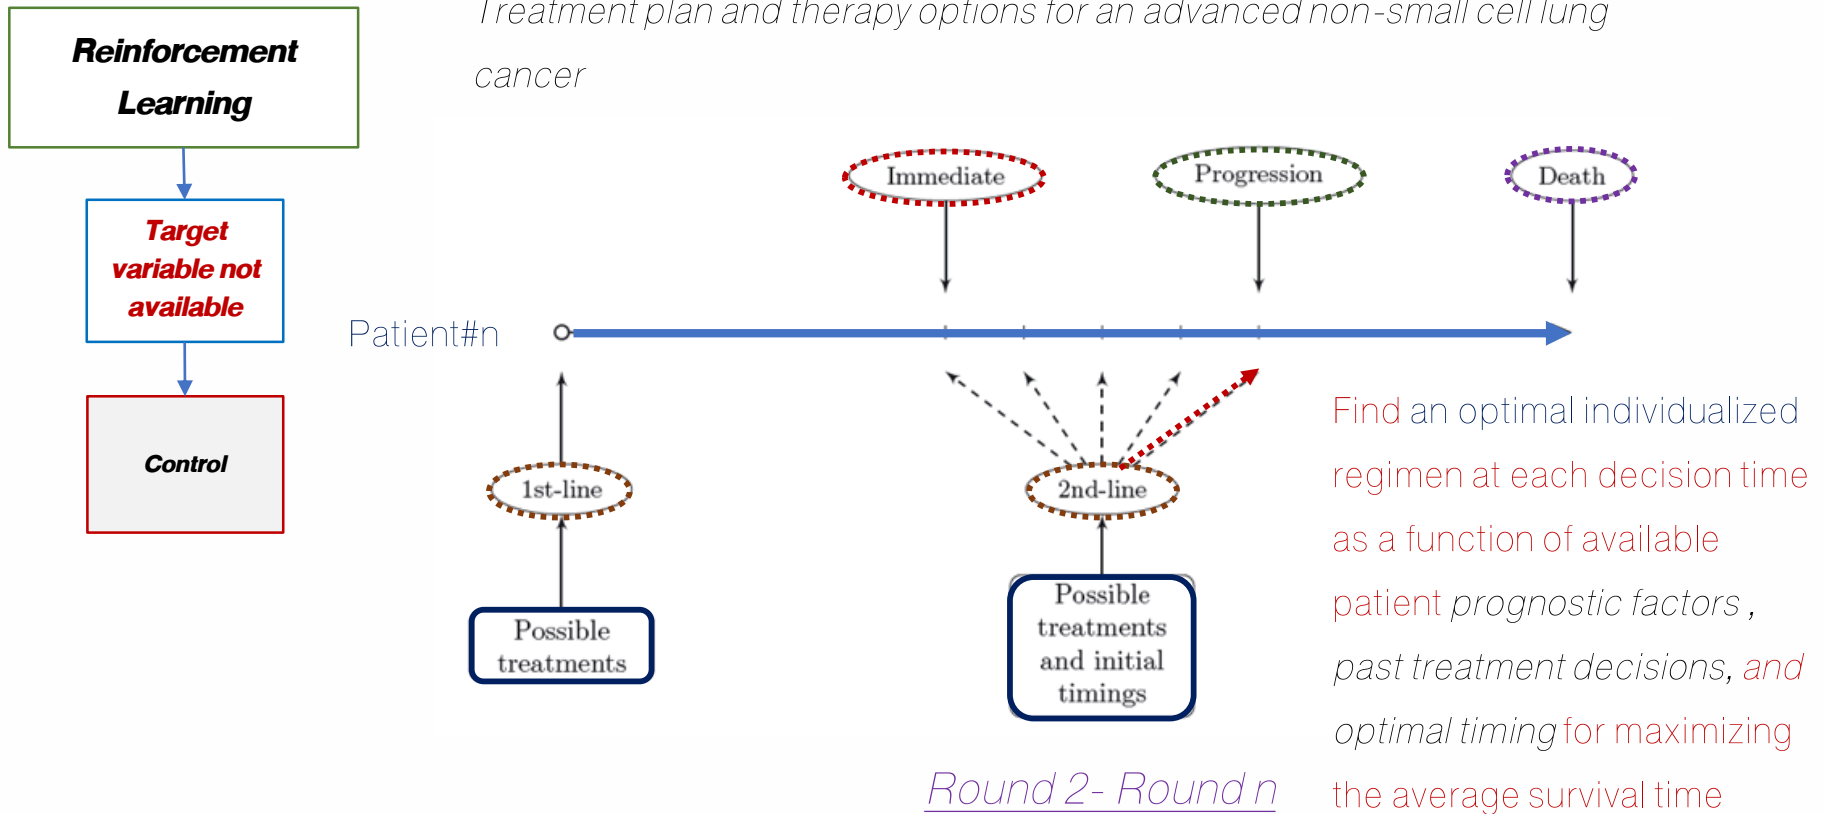 Treatment plan and therapy options for an advanced non-small cell lung
cancer
Reinforcement
Learning
Target
variable not
available
Control
Immediate
Progression
Death
Patient#n
1st-line
2nd-line
Possible
treatments
Possible
treatments
and initial
timings
Find an optimal individualized
regimen at each decision time
as a function of available
patient prognostic factors ,
past treatment decisions, and
optimal timing for maximizing
the average survival time
Round 2- Round n